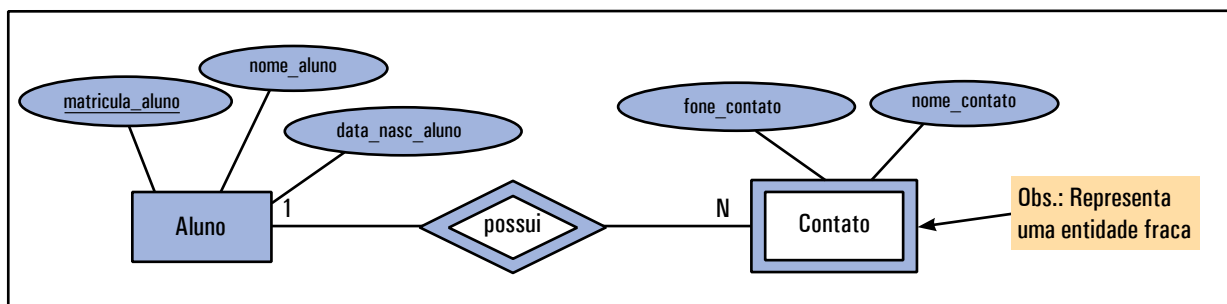 nome_aluno
matricula_aluno
data_nasc_aluno
fone_contato
nome_contato
Aluno
1
possui
N
Contato
Obs.: Representa
uma entidade fraca